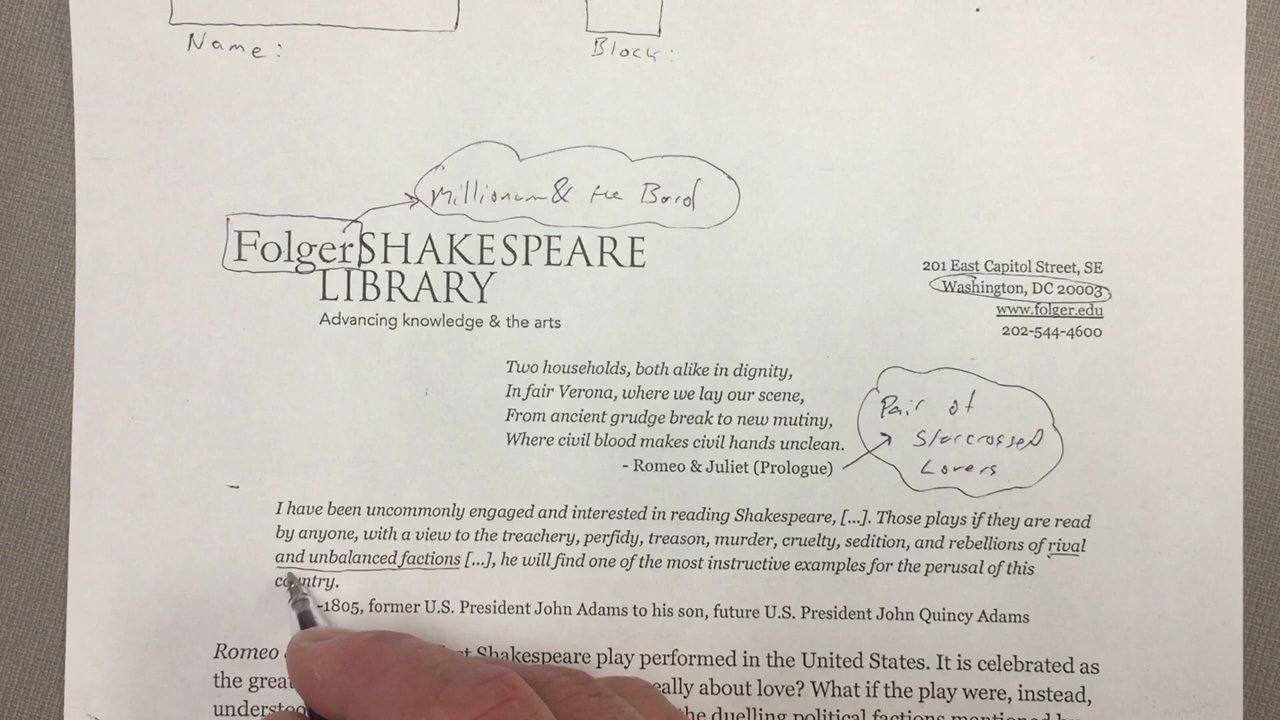 Name: Block:
Millionaire & the Bard
Folger SHAKESPEARE
LIBRARY
Advancing knowledge & the arts
201 East Capitol Street, SE
Washington, DC 20003
www.folger.edu
202-544-4600
Two households, both alike in dignity,
In fair Verona, where we lay our scene,
From ancient grudge break to new mutiny,
Where civil blood makes civil hands unclean.
- Romeo & Juliet (Prologue)
Pair of
Starcrossed
Lovers
I have been uncommonly engaged and interested in reading Shakespeare, [...]. Those plays if they are read
by anyone, with a view to the treachery, perfidy, treason, murder, cruelty, sedition, and rebellions of rival
and unbalanced factions [...], he will find one of the most instructive examples for the perusal of this
country.
-1805, former U.S. President John Adams to his son, future U.S. President John Quincy Adams
Romeo Shakespeare play performed in the United States. It is celebrated as
the about love? What if the play were, instead,
the duelling political factions mentioned